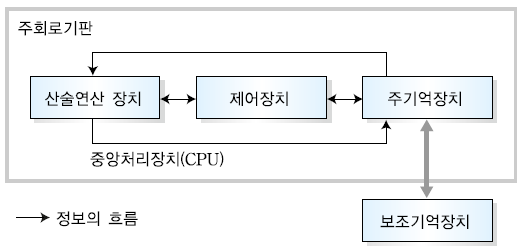 주회로기판
산술연산 장치
제어장치
주기억장치
중앙처리장치(CPU)
정보의 흐름
보조기억장치